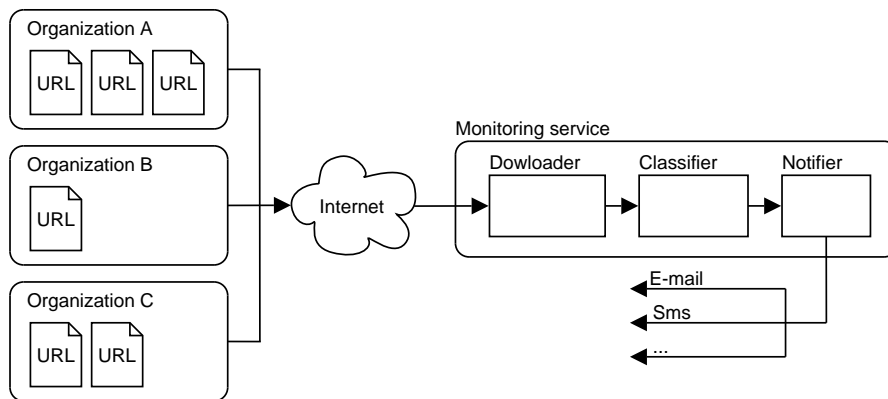 Organization A
URL URL URL
Organization B
URL
Organization C
URL URL
Internet
Monitoring service
Dowloader Classifier Notifier
E-mail
Sms
...